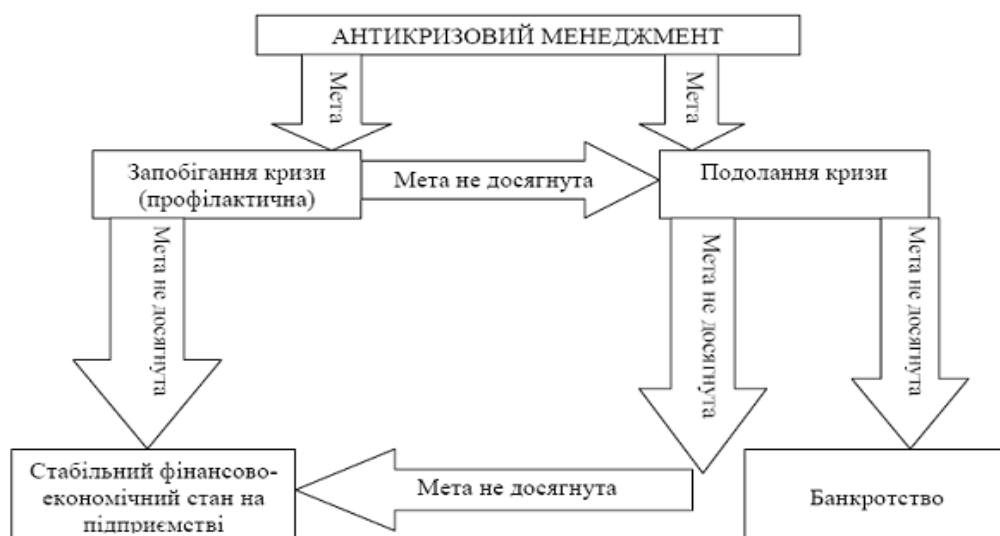 АНТИКРИЗОВИЙ МЕНЕДЖМЕНТ
Мета
Мета
Запобігання кризи
(профілактична)
Мета не досягнута
Подолання кризи
Мета не досягнута
Мета не досягнута
Мета не досягнута
Стабільний фінансово-
економічний стан на
підприємстві
Мета не досягнута
Банкротство